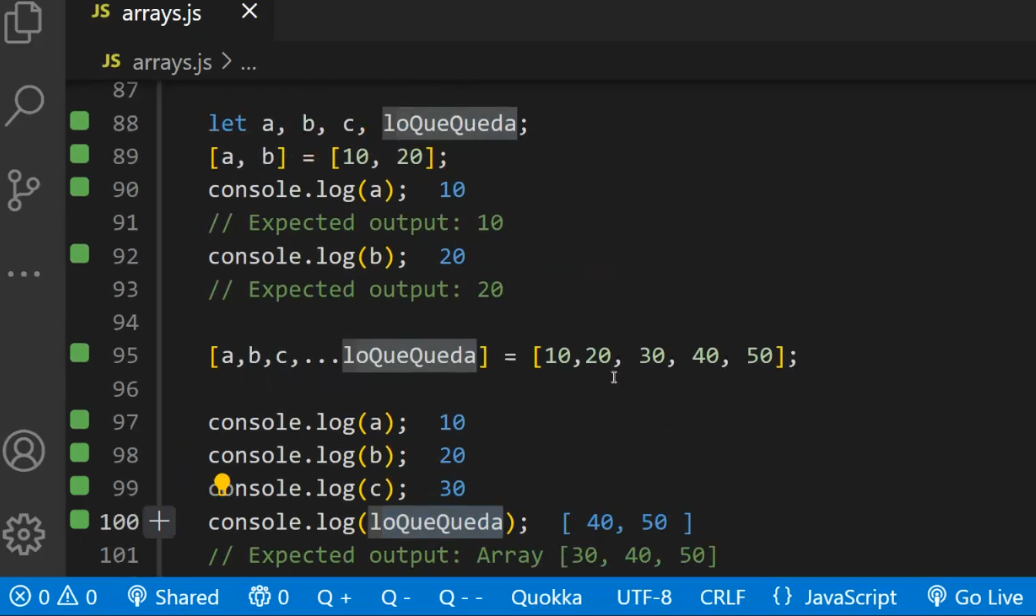 JS arrays.js ×
JS arrays.js > ...
87
88 let a, b, c, loQueQueda;
89 [a, b] = [10, 20];
90 console.log(a); 10
91 // Expected output: 10
92 console.log(b); 20
93 // Expected output: 20
94
95 [a,b,c,...loQueQueda] = [10,20, 30, 40, 50];
96
97 console.log(a); 10
98 console.log(b); 20
99 console.log(c); 30
100 console.log(loQueQueda); [ 40, 50 ]
101 // Expected output: Array [30, 40, 50]
0 0 Shared 0 Q + Q - Quokka UTF-8 CRLF {} JavaScript Go Live